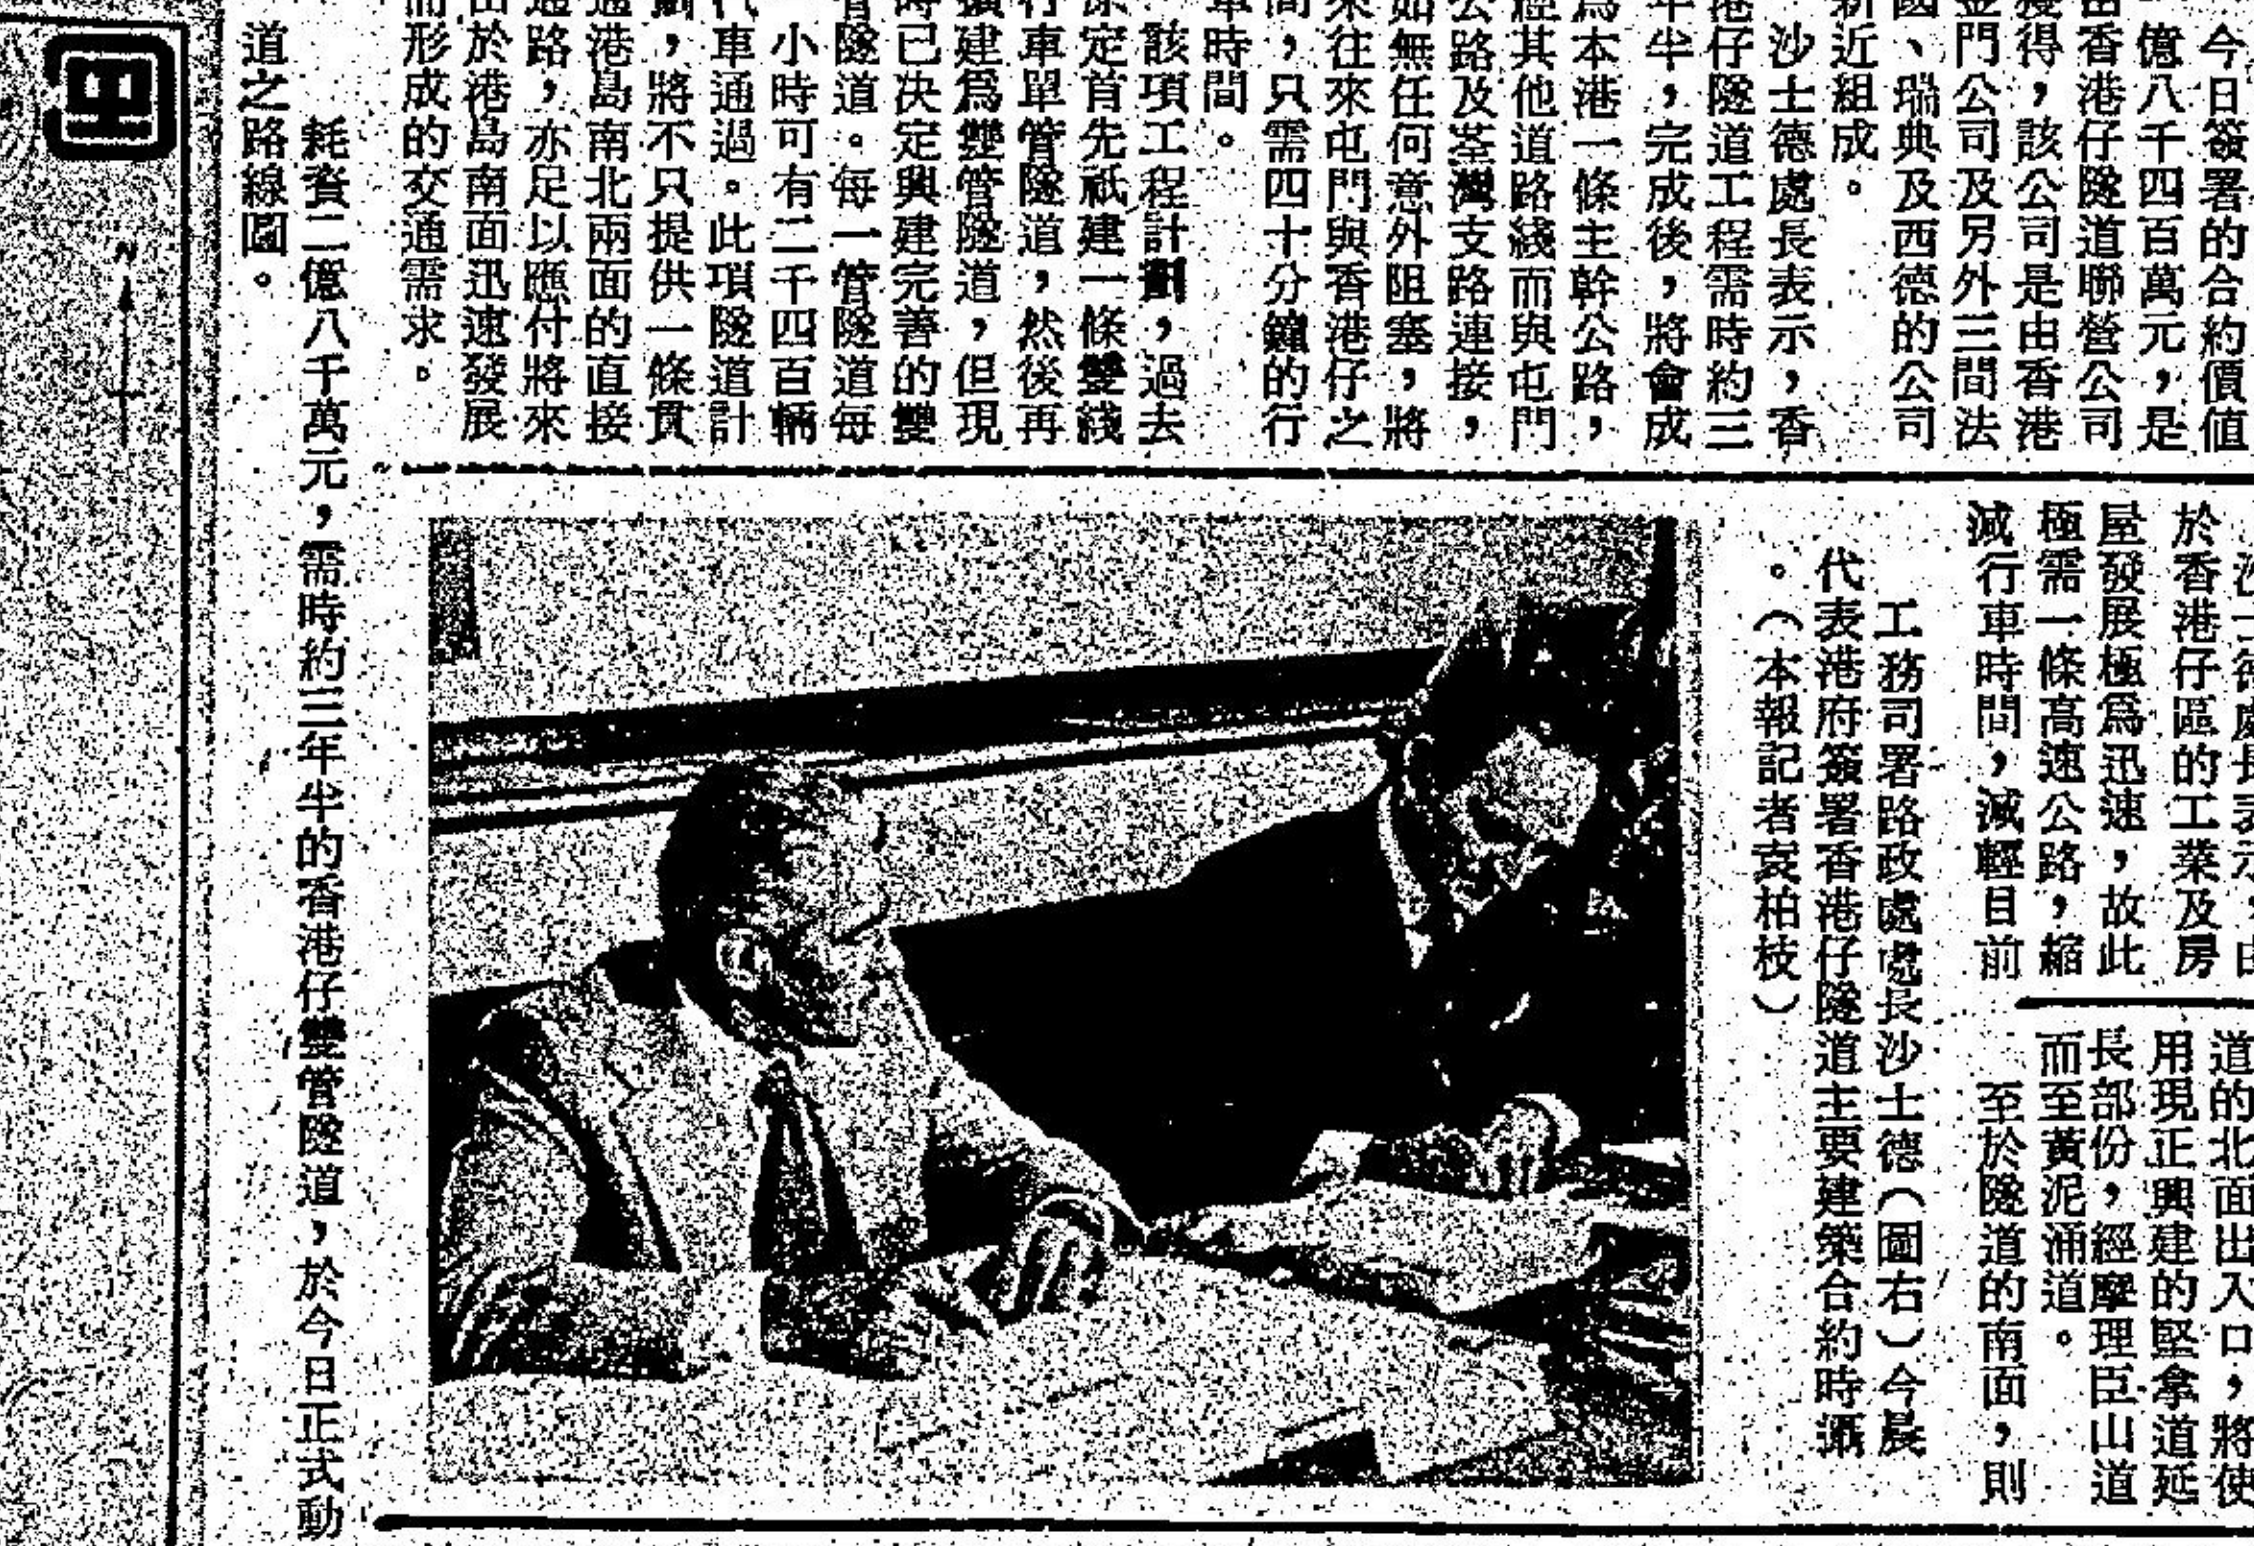 今日簽署的合約價值
億八千四百萬元，是
由香港仔隧道聯營公司
獲得，該公司是由香港
金門公司及另外三間法
國、瑞典及西德的公司
新近組成。
沙士德處長表示，香
港仔隧道工程需時約三
年半，完成後，將會成
為本港一條主幹公路，
經其他道路綫而與屯門
公路及荃灣支路連接，
如無任何意外阻塞，將
來往來屯門與香港仔之
間，只需四十分鐘的行
車時間。
該項工程計劃，過去
原定首先祇建一條雙綫
行車單管隧道，然後再
擴建爲雙管隧道，但現
時已决定興建完善的雙
管隧道。每一管隧道每
小時可有二千四百輛
車通過。此項隧道計
劃，將不只提供一條貫
通港島南北兩面的直接
通路，亦足以應付將來
由於港島南面迅速發展
而形成的交通需求。
沙士德處長表示，由
於香港仔區的工業及房
屋發展極爲迅速，故此
極需一條高速公路，縮
減行車時間，減輕目前
道的北面出入口，將使
用現正興建的堅拿道延
長部份，經摩理臣山道
而至黃泥涌道。
至於隧道的南面，則
工務司署路政處處長沙士德（圖右）今晨
代表港府簽署香港仔隧道主要建築合約時攝
。（本報記者袁柏枝）
耗資二億八千萬元，需時約三年半的香港仔雙管隧道，於今日正式動
道之路線圖。
N